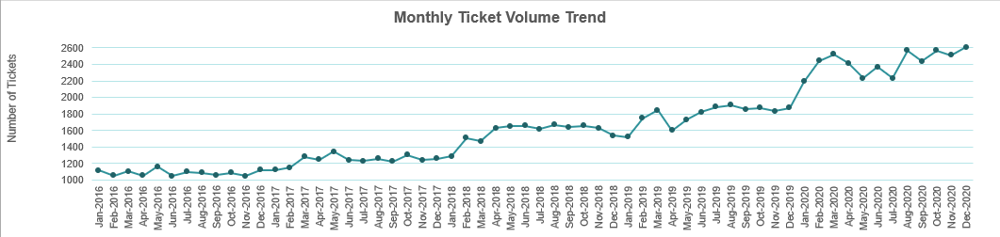 Monthly Ticket Volume Trend
Number of Tickets
2600
2400
2200
2000
1800
1600
1400
1200
1000
Jan-2016
Feb-2016
Mar-2016
Apr-2016
May-2016
Jun-2016
Jul-2016
Aug-2016
Sep-2016
Oct-2016
Nov-2016
Dec-2016
Jan-2017
Feb-2017
Mar-2017
Apr-2017
May-2017
Jun-2017
Jul-2017
Aug-2017
Sep-2017
Oct-2017
Nov-2017
Dec-2017
Jan-2018
Feb-2018
Mar-2018
Apr-2018
May-2018
Jun-2018
Jul-2018
Aug-2018
Sep-2018
Oct-2018
Nov-2018
Dec-2018
Jan-2019
Feb-2019
Mar-2019
Apr-2019
May-2019
Jun-2019
Jul-2019
Aug-2019
Sep-2019
Oct-2019
Nov-2019
Dec-2019
Jan-2020
Feb-2020
Mar-2020
Apr-2020
May-2020
Jun-2020
Jul-2020
Aug-2020
Sep-2020
Oct-2020
Nov-2020
Dec-2020